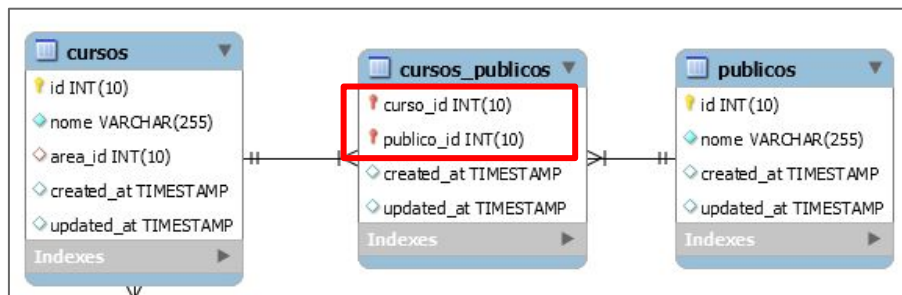 cursos
id INT(10)
nome VARCHAR(255)
area_id INT(10)
created_at TIMESTAMP
updated_at TIMESTAMP
Indexes
cursos_publicos
curso_id INT(10)
publico_id INT(10)
created_at TIMESTAMP
updated_at TIMESTAMP
Indexes
publicos
id INT(10)
nome VARCHAR(255)
created_at TIMESTAMP
updated_at TIMESTAMP
Indexes